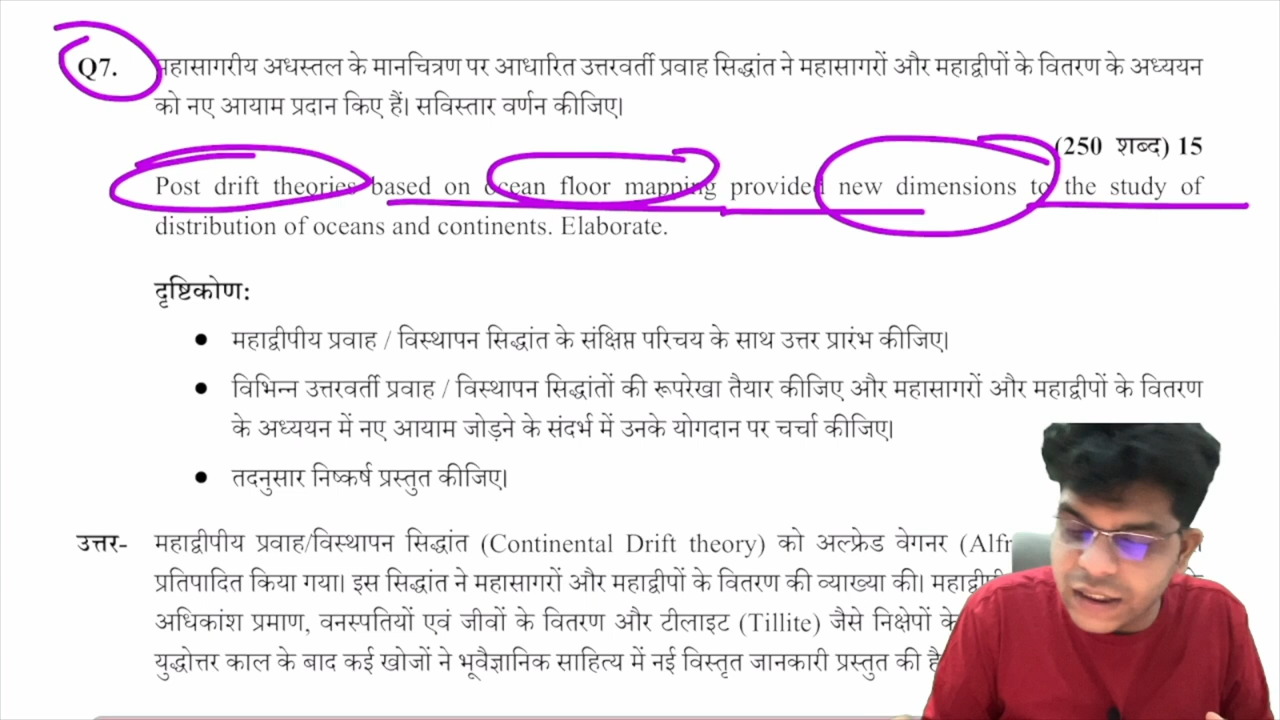 Q7. महासागरीय अधस्तल के मानचित्रण पर आधारित उत्तरवर्ती प्रवाह सिद्धांत ने महासागरों और महाद्वीपों के वितरण के अध्ययन
को नए आयाम प्रदान किए हैं। सविस्तार वर्णन कीजिए।
(250 शब्द) 15
Post drift theories based on ocean floor mapping provided new dimensions to the study of
distribution of oceans and continents. Elaborate.
दृष्टिकोण:
● महाद्वीपीय प्रवाह / विस्थापन सिद्धांत के संक्षिप्त परिचय के साथ उत्तर प्रारंभ कीजिए।
● विभिन्न उत्तरवर्ती प्रवाह / विस्थापन सिद्धांतों की रूपरेखा तैयार कीजिए और महासागरों और महाद्वीपों के वितरण
के अध्ययन में नए आयाम जोड़ने के संदर्भ में उनके योगदान पर चर्चा कीजिए।
● तदनुसार निष्कर्ष प्रस्तुत कीजिए।
उत्तर- महाद्वीपीय प्रवाह/विस्थापन सिद्धांत (Continental Drift theory) को अल्फ्रेड वेगनर
प्रतिपादित किया गया। इस सिद्धांत ने महासागरों और महाद्वीपों के वितरण की व्याख्या की।
अधिकांश प्रमाण, वनस्पतियों एवं जीवों के वितरण और टीलाइट (Tillite) जैसे निक्षेपों के
युद्धोत्तर काल के बाद कई खोजों ने भूवैज्ञानिक साहित्य में नई विस्तृत जानकारी प्रस्तुत की